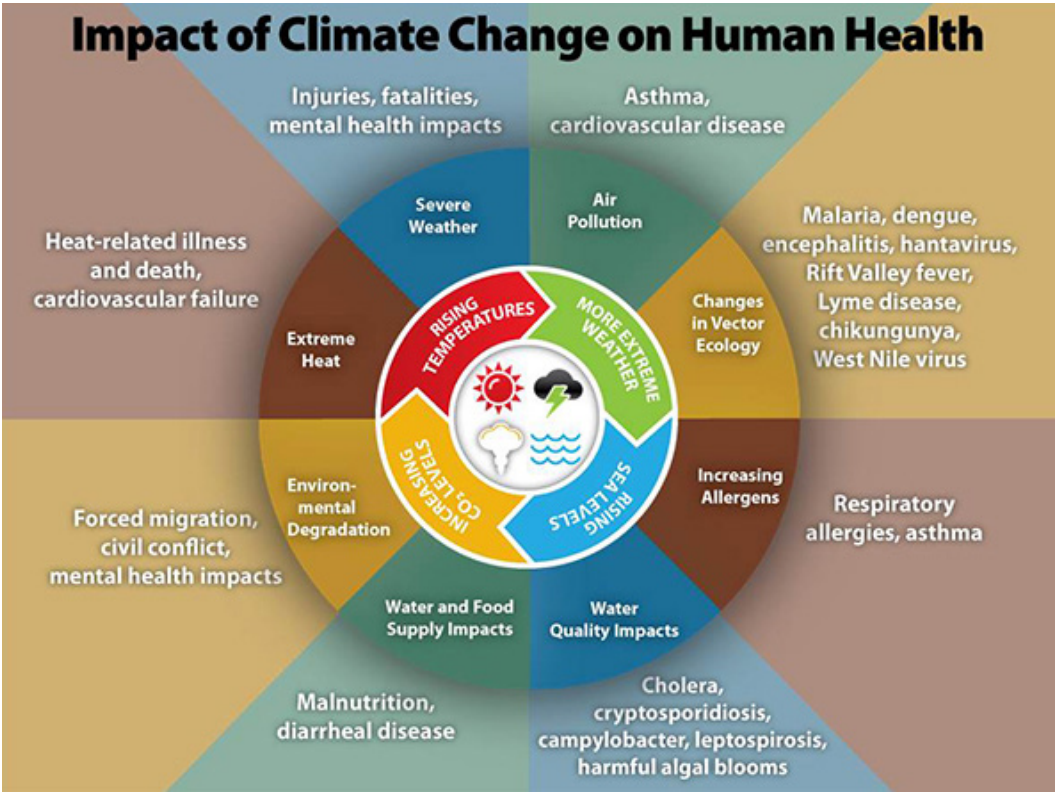 Impact of Climate Change on Human Health
Injuries, fatalities,
mental health impacts
Asthma,
cardiovascular disease
Severe
Weather
Air
Pollution
Heat-related illness
and death,
cardiovascular failure
Extreme
Heat
Changes
in Vector
Ecology
Malaria, dengue,
encephalitis, hantavirus,
Rift Valley fever,
Lyme disease,
chikungunya,
West Nile virus
RISING
TEMPERATURES
MORE EXTREME
WEATHER
INCREASING
CO₂ LEVELS
RISING
SEA LEVELS
Forced migration,
civil conflict,
mental health impacts
Environ-
mental
Degradation
Increasing
Allergens
Respiratory
allergies, asthma
Water and Food
Supply Impacts
Water
Quality Impacts
Malnutrition,
diarrheal disease
Cholera,
cryptosporidiosis,
campylobacter, leptospirosis,
harmful algal blooms